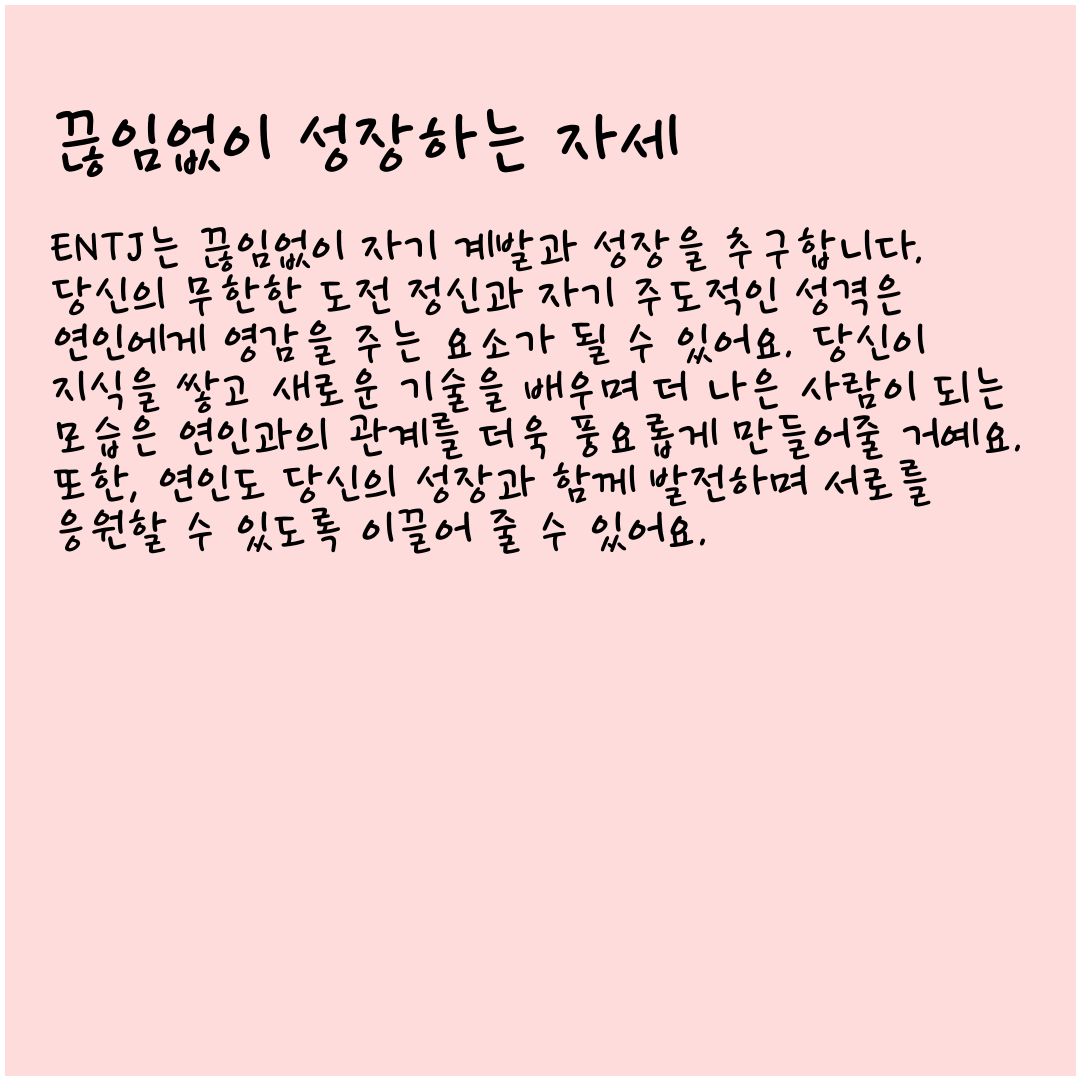 끊임없이 성장하는 자세
ENTJ는 끊임없이 자기 계발과 성장을 추구합니다.
당신의 무한한 도전 정신과 자기 주도적인 성격은
연인에게 영감을 주는 요소가 될 수 있어요. 당신이
지식을 쌓고 새로운 기술을 배우며 더 나은 사람이 되는
모습은 연인과의 관계를 더욱 풍요롭게 만들어줄 거예요.
또한, 연인도 당신의 성장과 함께 발전하며 서로를
응원할 수 있도록 이끌어 줄 수 있어요.